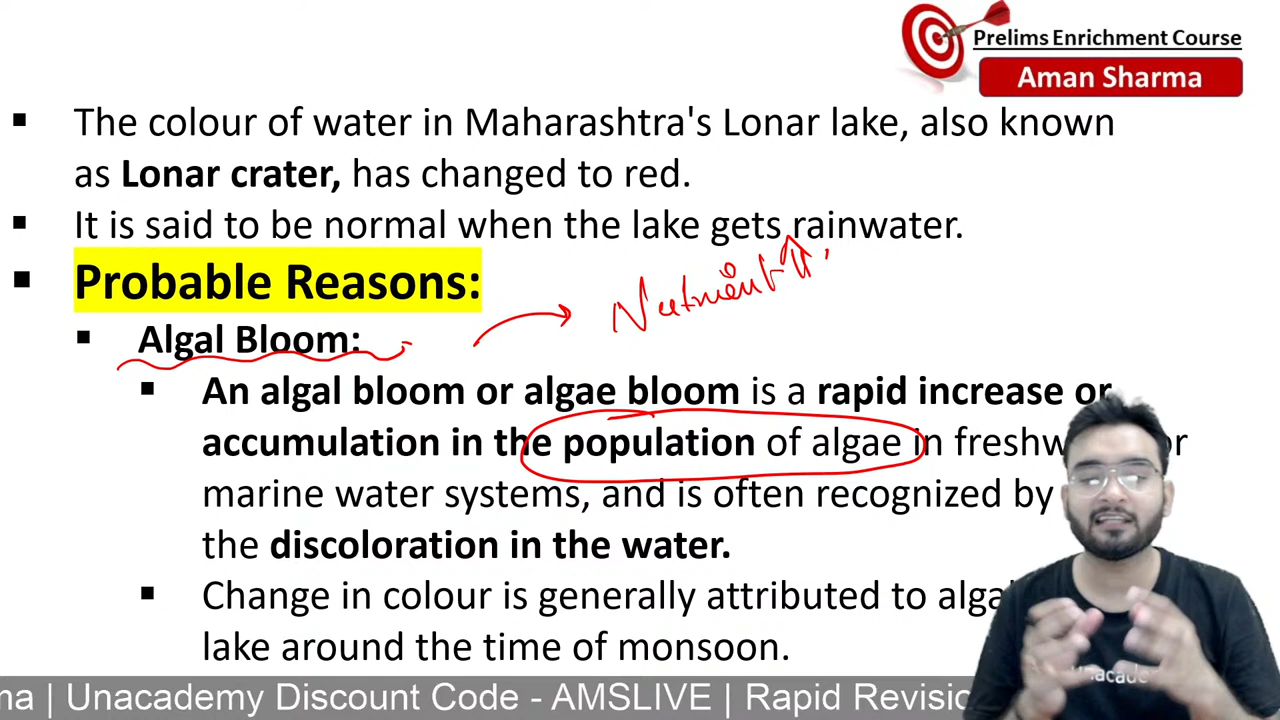 Prelims Enrichment Course
Aman Sharma
▪ The colour of water in Maharashtra's Lonar lake, also known
as Lonar crater, has changed to red.
▪ It is said to be normal when the lake gets rainwater.
▪ Probable Reasons:
Nutrient
▪ Algal Bloom:
▪ An algal bloom or algae bloom is a rapid increase or
accumulation in the population of algae in freshw or
marine water systems, and is often recognized by
the discoloration in the water.
▪ Change in colour is generally attributed to alga
lake around the time of monsoon.
unacadem
ma | Unacademy Discount Code - AMSLIVE | Rapid Revisio